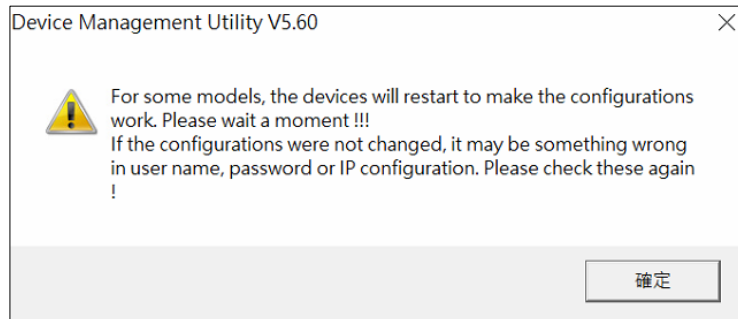 Device Management Utility V5.60
For some models, the devices will restart to make the configurations
work. Please wait a moment !!!
If the configurations were not changed, it may be something wrong
in user name, password or IP configuration. Please check these again
!
確定